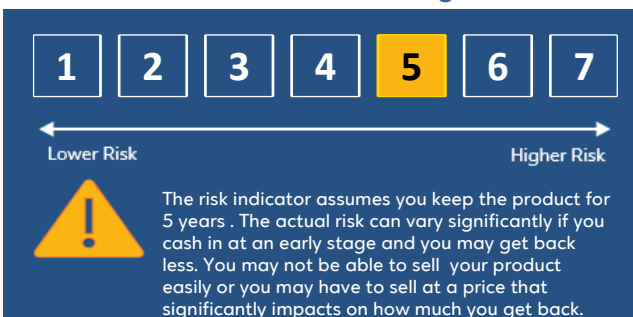 1 2 3 4 5 6 7
Lower Risk Higher Risk
The risk indicator assumes you keep the product for
5 years . The actual risk can vary significantly if you
cash in at an early stage and you may get back
less. You may not be able to sell your product
easily or you may have to sell at a price that
significantly impacts on how much you get back.